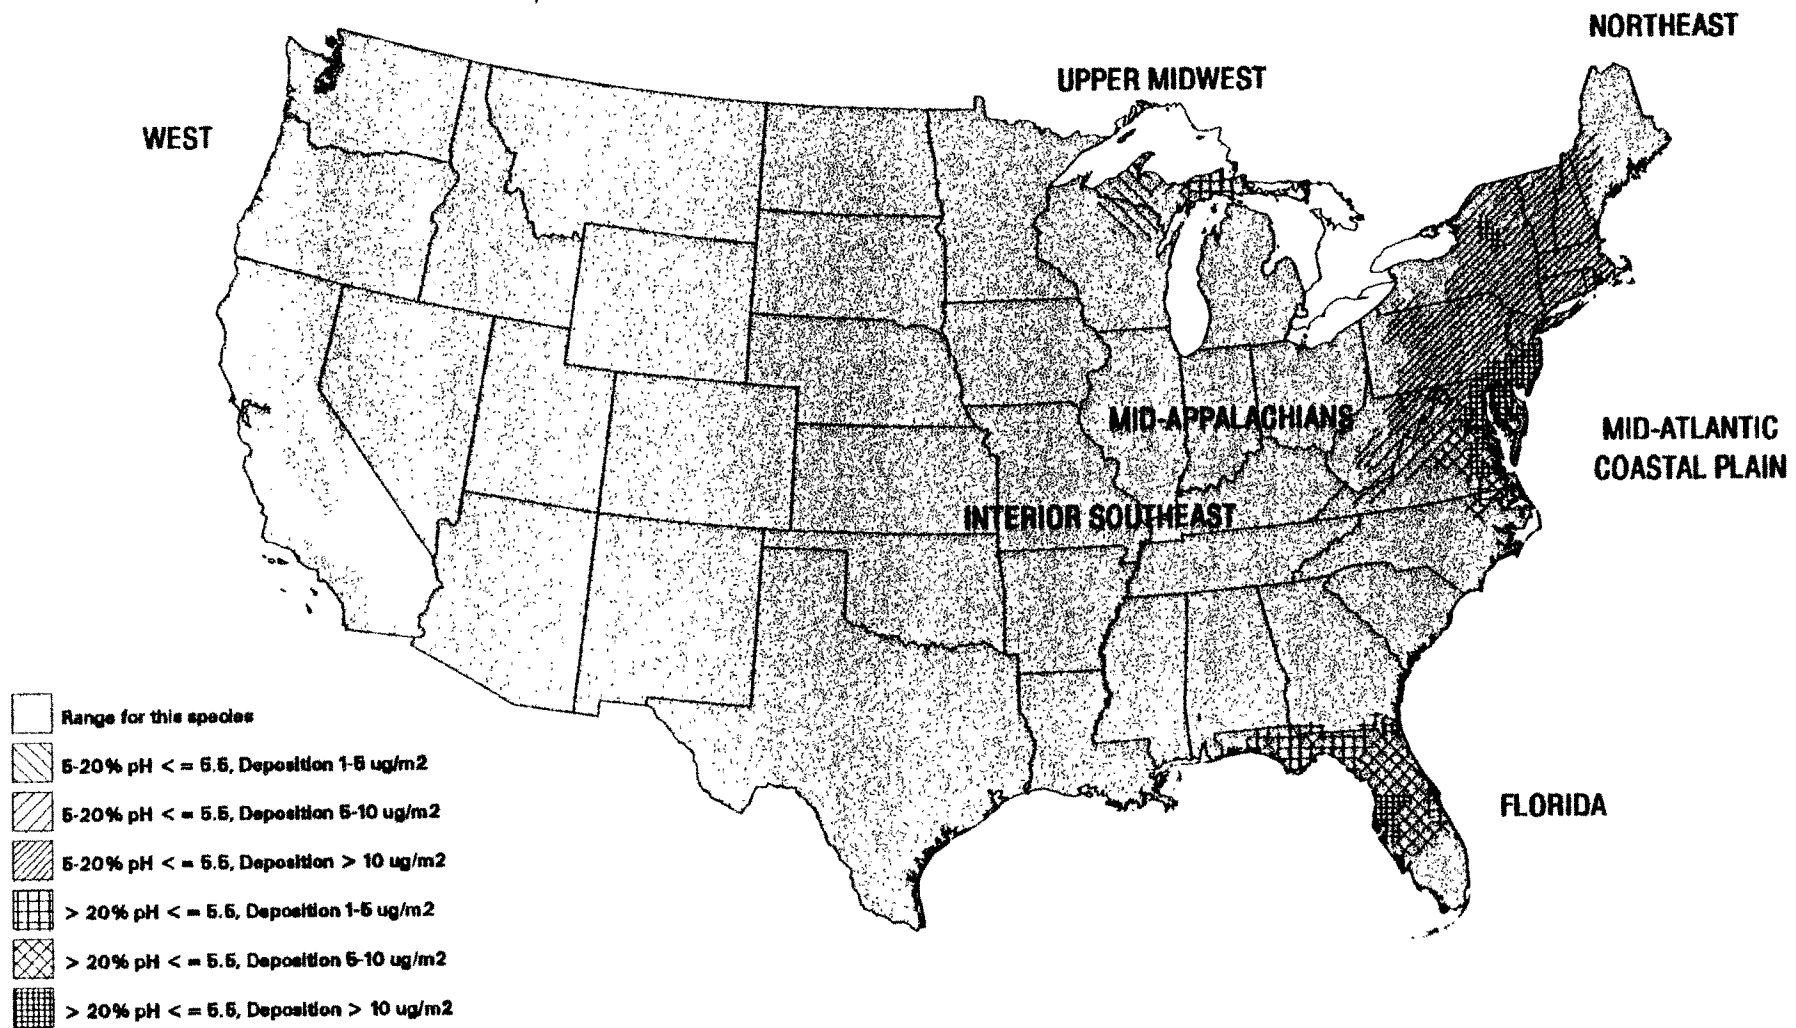 NORTHEAST
UPPER MIDWEST
WEST
MID-APPALACHIANS
MID-ATLANTIC
COASTAL PLAIN
INTERIOR SOUTHEAST
FLORIDA
Range for this species
5-20% pH < = 5.5, Deposition 1-5 ug/m2
5-20% pH < = 5.5, Deposition 5-10 ug/m2
5-20% pH < = 5.5, Deposition > 10 ug/m2
> 20% pH < = 5.5, Deposition 1-5 ug/m2
> 20% pH < = 5.5, Deposition 5-10 ug/m2
> 20% pH < = 5.5, Deposition > 10 ug/m2